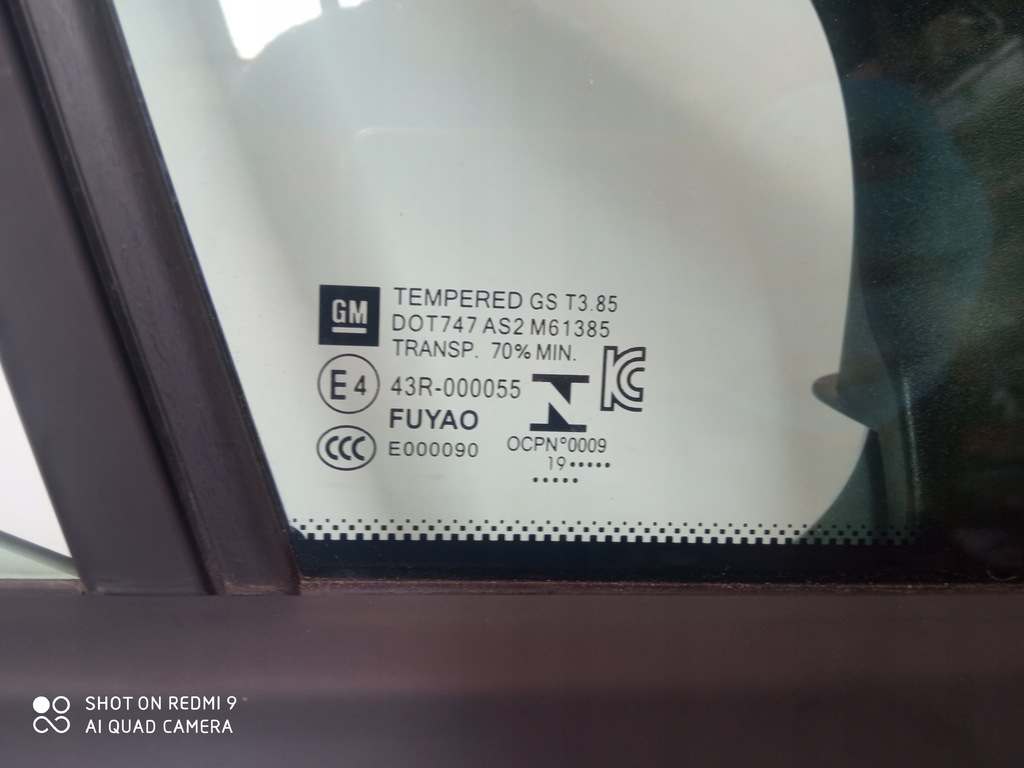 GM
TEMPERED GS T3.85
DOT747 AS2 M61385
TRANSP. 70% MIN.
E4 43R-000055
N
KC
FUYAO
CCC E000090
OCPN°0009
19•••••
•••••
SHOT ON REDMI 9
AI QUAD CAMERA